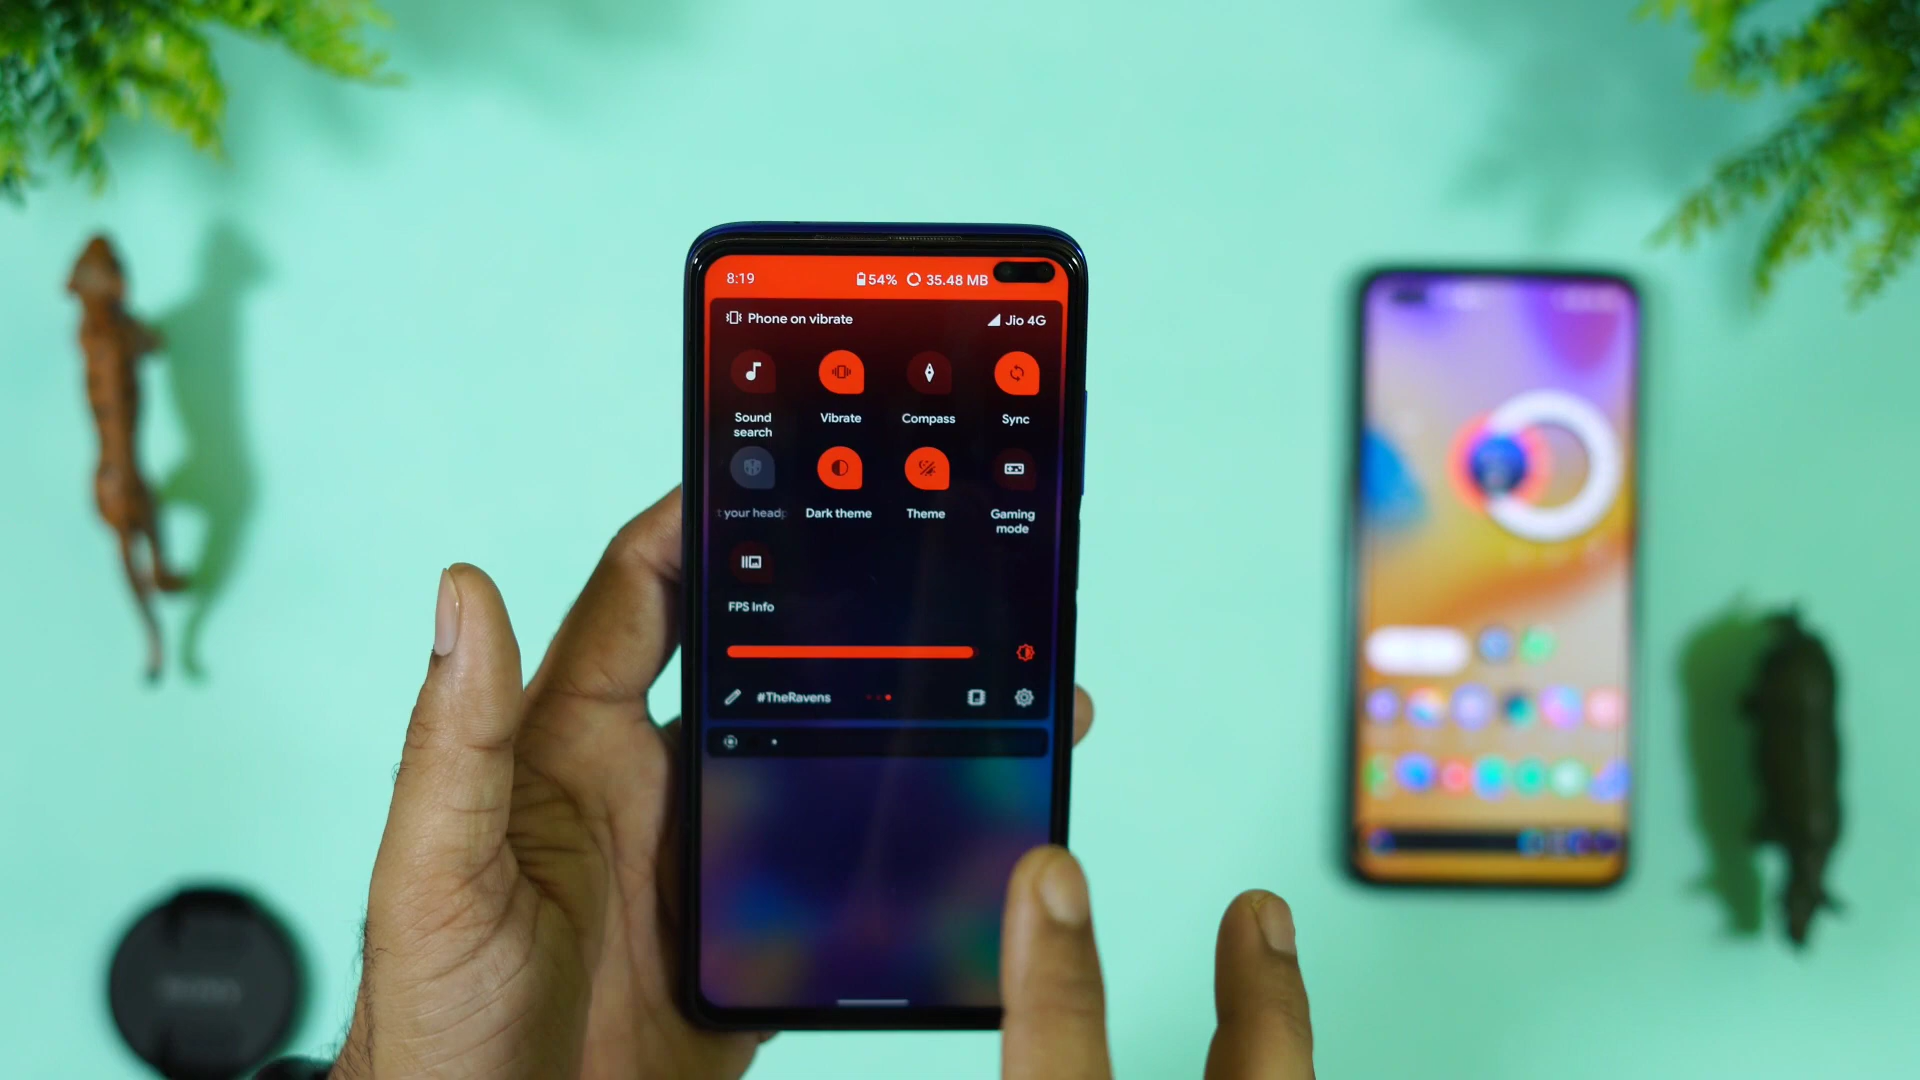 8:19 54% 35.48 MB
Phone on vibrate Jio 4G
Sound search Vibrate Compass Sync
t your headp Dark theme Theme Gaming mode
FPS Info
#TheRavens